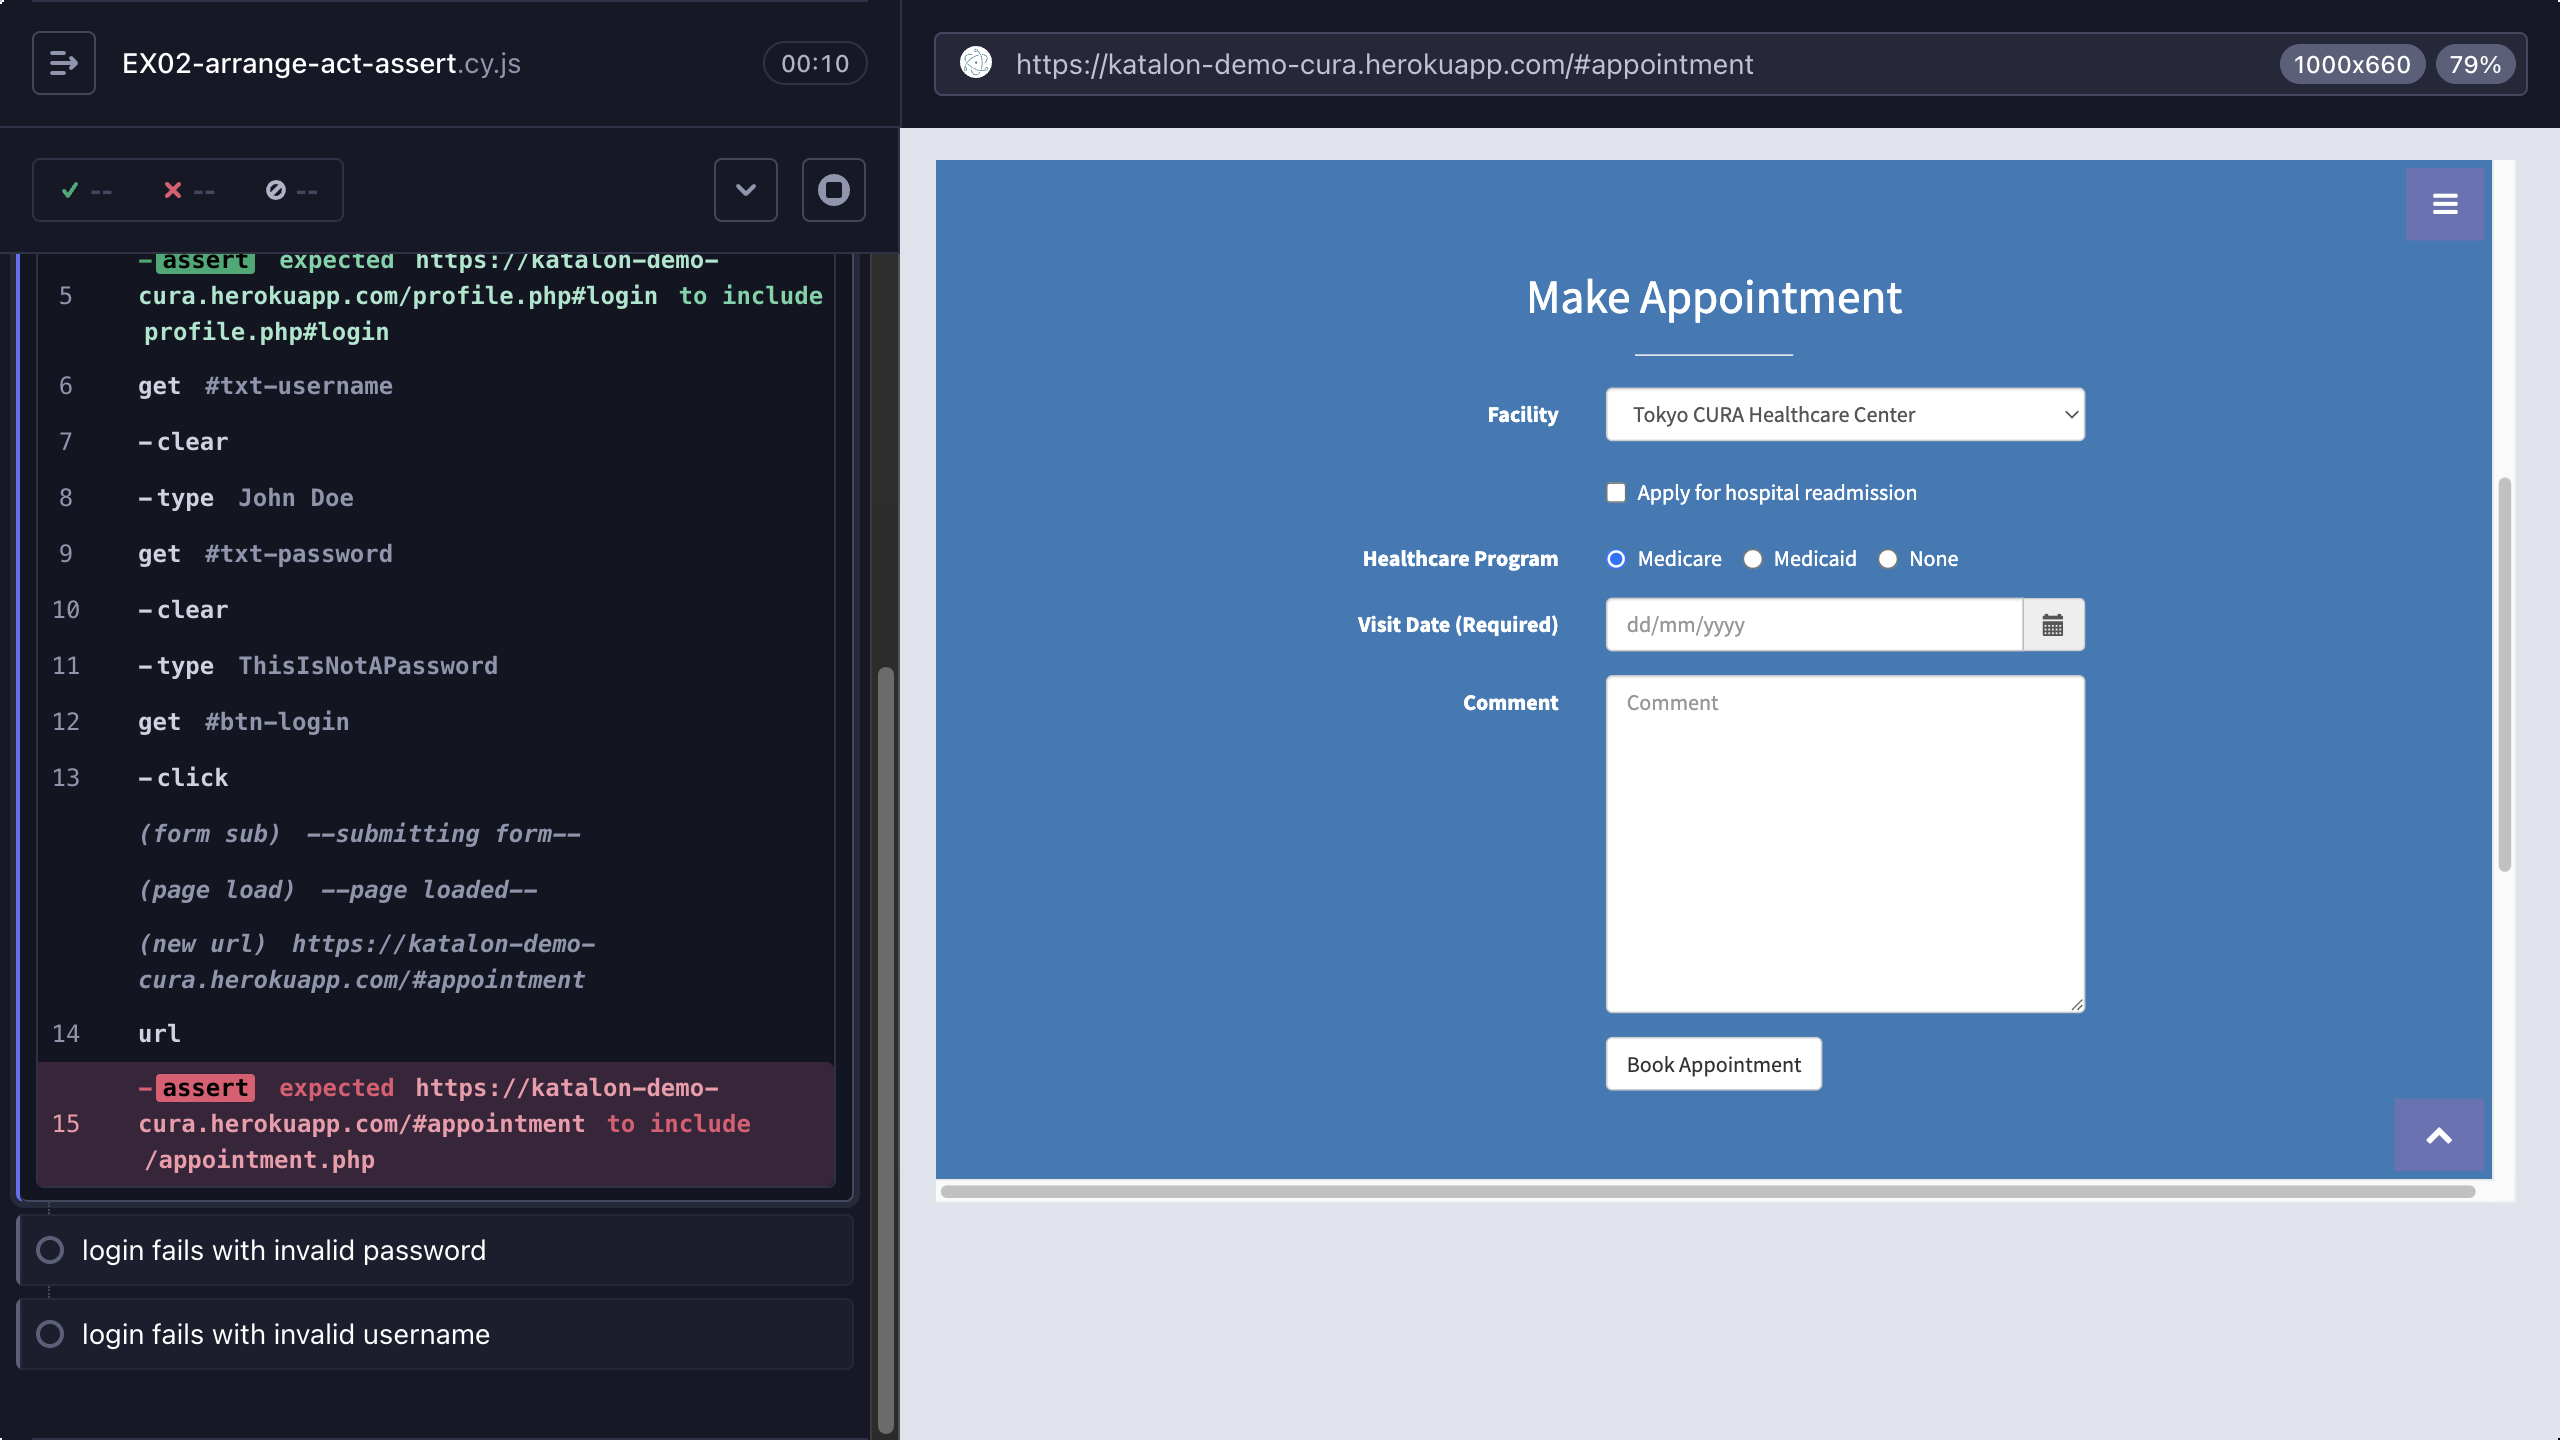 EX02-arrange-act-assert.cy.js
00:10
-- -- --
-assert expected https://katalon-demo-
5 cura.herokuapp.com/profile.php#login to include
profile.php#login
6 get #txt-username
7 -clear
8 -type John Doe
9 get #txt-password
10 -clear
11 -type ThisIsNotAPassword
12 get #btn-login
13 -click
(form sub) --submitting form--
(page load) --page loaded--
(new url) https://katalon-demo-
cura.herokuapp.com/#appointment
14 url
-assert expected https://katalon-demo-
15 cura.herokuapp.com/#appointment to include
/appointment.php
login fails with invalid password
login fails with invalid username
https://katalon-demo-cura.herokuapp.com/#appointment
1000x660 79%
Make Appointment
Facility Tokyo CURA Healthcare Center
Apply for hospital readmission
Healthcare Program Medicare Medicaid None
Visit Date (Required) dd/mm/yyyy
Comment Comment
Book Appointment